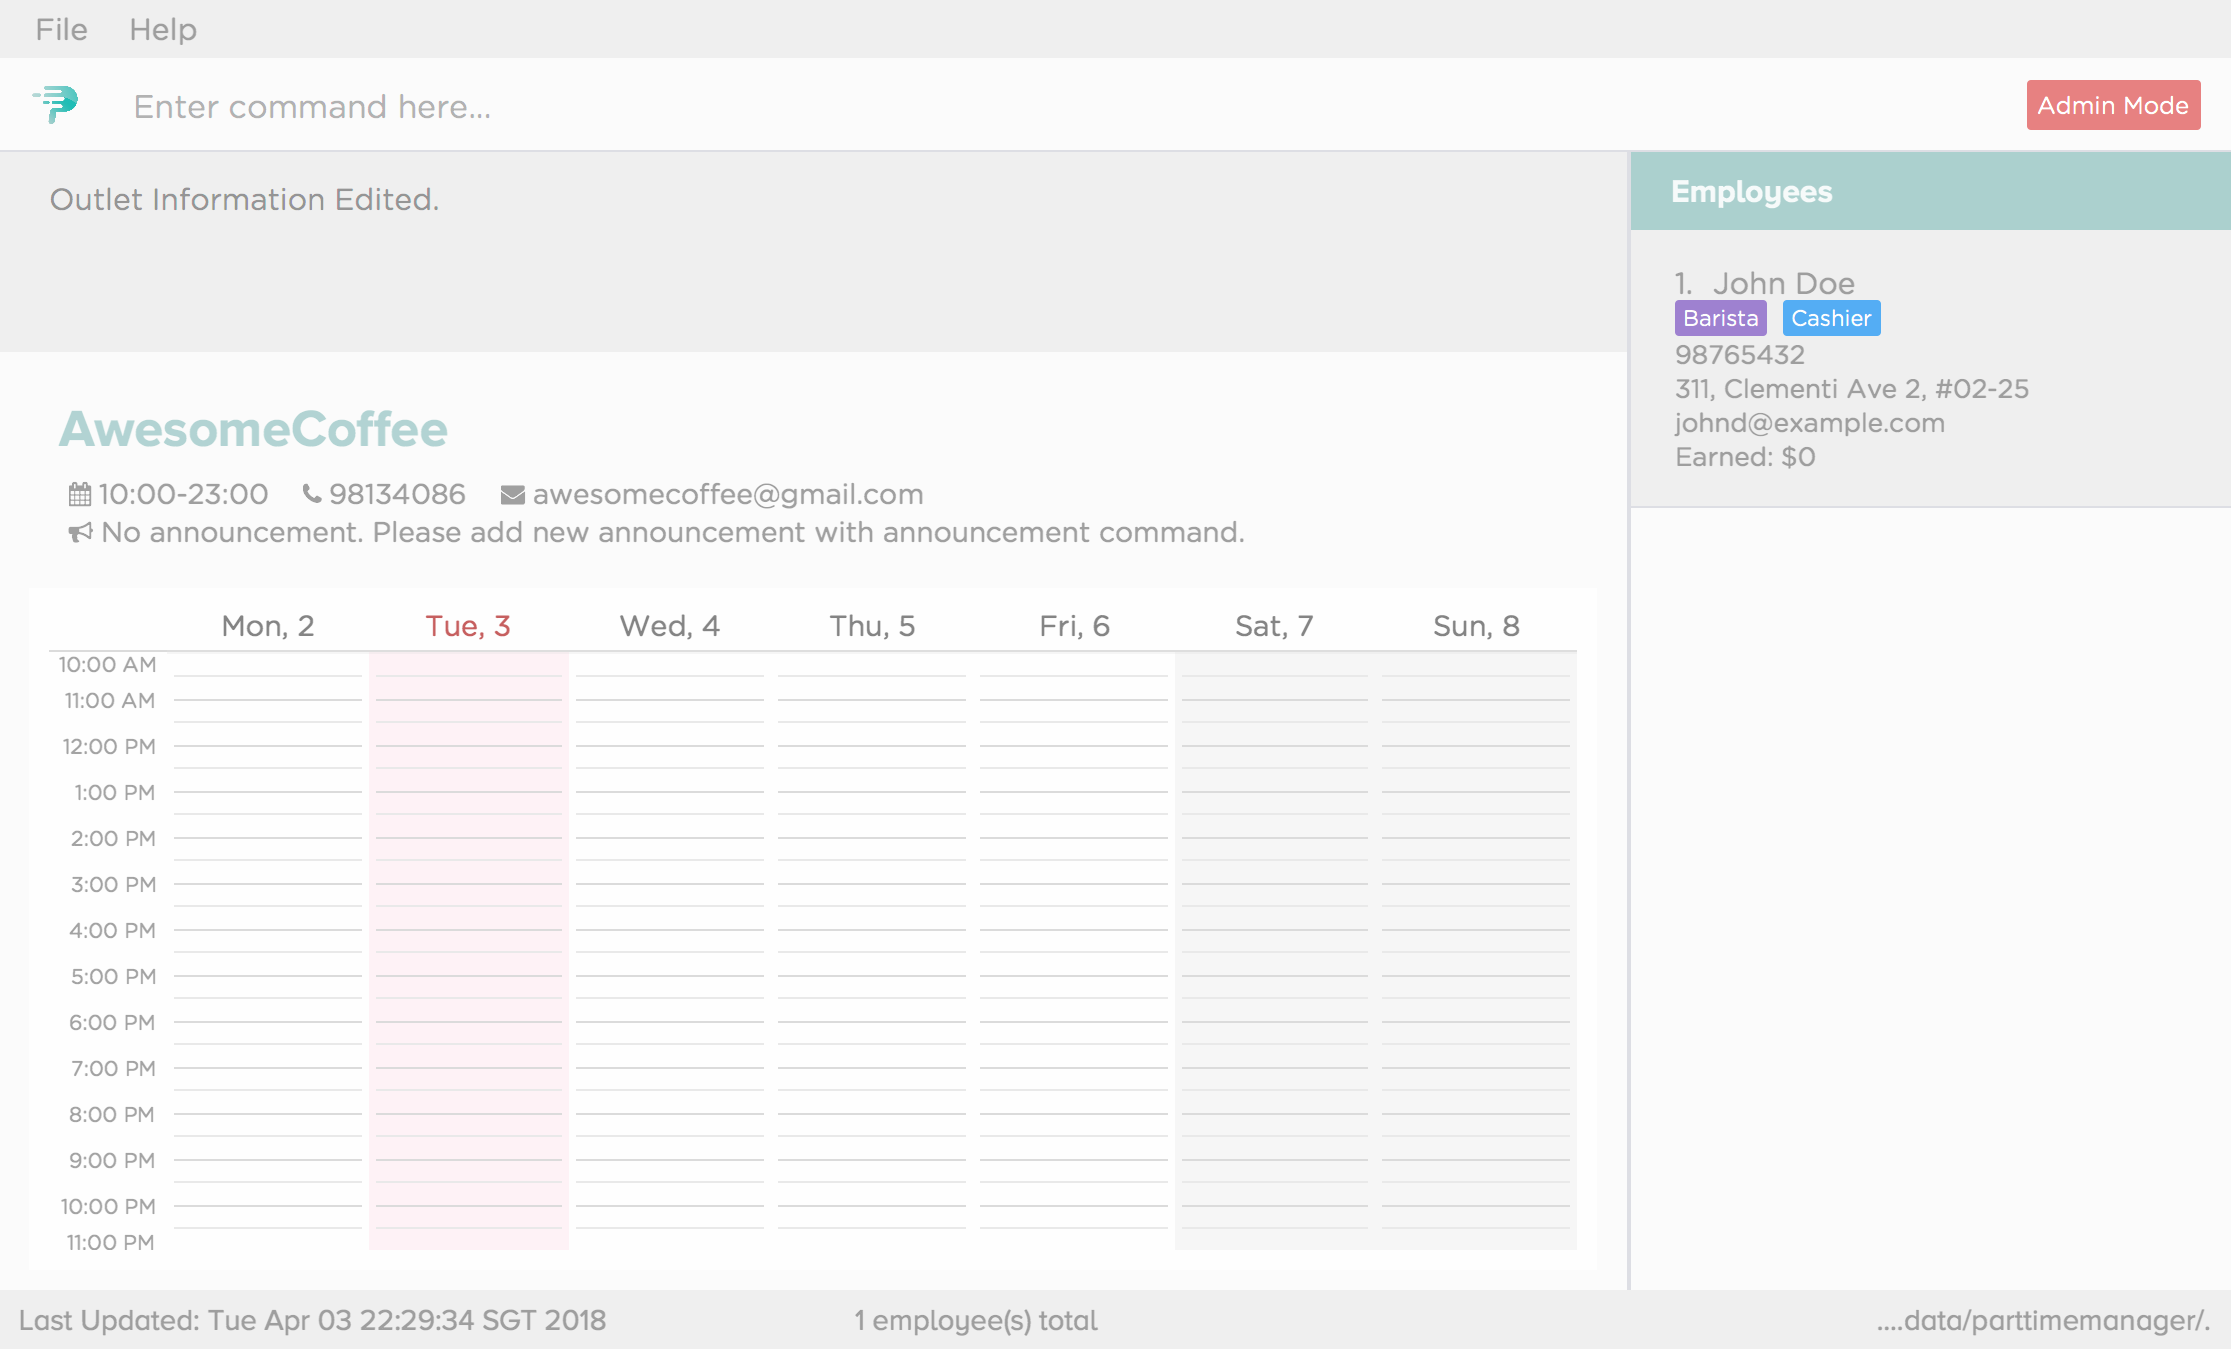 File Help
Enter command here...
Admin Mode
Outlet Information Edited.
Employees
1. John Doe
Barista Cashier
98765432
311, Clementi Ave 2, #02-25
johnd@example.com
Earned: $0
AwesomeCoffee
10:00-23:00 98134086 awesomecoffee@gmail.com
No announcement. Please add new announcement with announcement command.
Mon, 2 Tue, 3 Wed, 4 Thu, 5 Fri, 6 Sat, 7 Sun, 8
10:00 AM
11:00 AM
12:00 PM
1:00 PM
2:00 PM
3:00 PM
4:00 PM
5:00 PM
6:00 PM
7:00 PM
8:00 PM
9:00 PM
10:00 PM
11:00 PM
Last Updated: Tue Apr 03 22:29:34 SGT 2018
1 employee(s) total
....data/parttimemanager/.